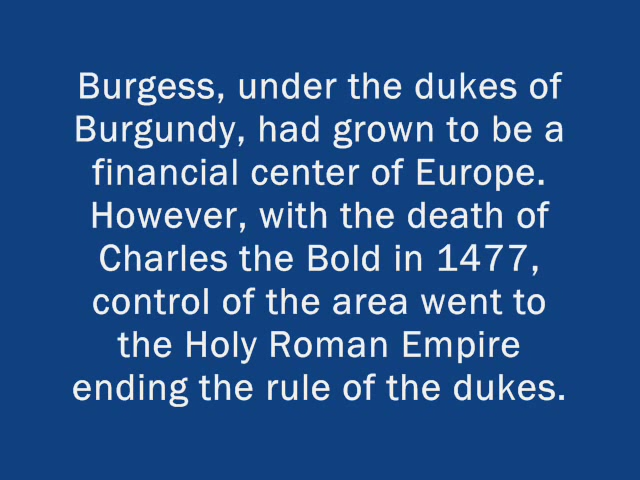 Burgess, under the dukes of
Burgundy, had grown to be a
financial center of Europe.
However, with the death of
Charles the Bold in 1477,
control of the area went to
the Holy Roman Empire
ending the rule of the dukes.